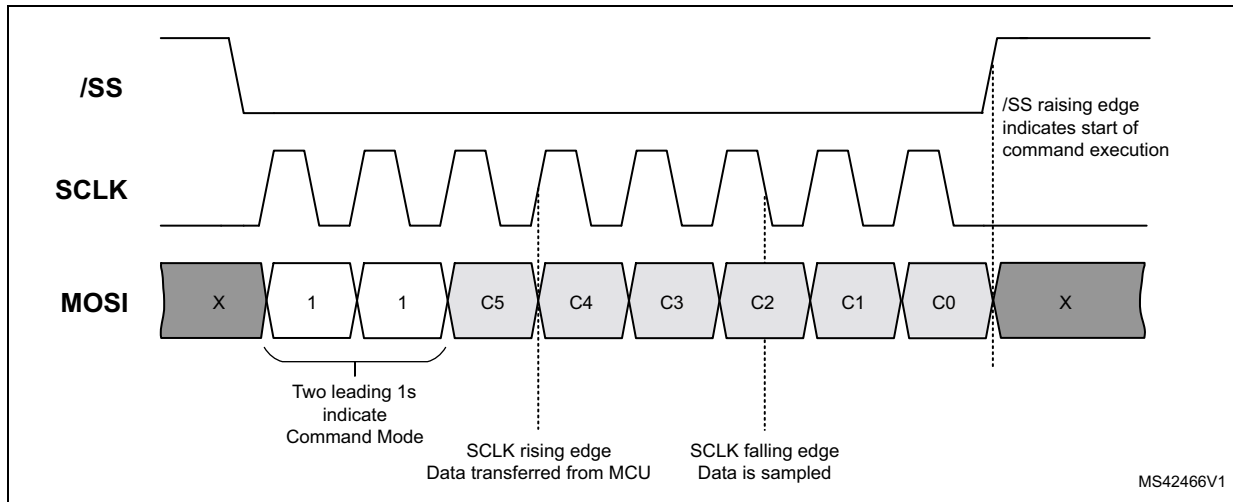 /SS
/SS raising edge
indicates start of
command execution
SCLK
MOSI
X 1 1 C5 C4 C3 C2 C1 C0 X
Two leading 1s
indicate
Command Mode
SCLK rising edge
Data transferred from MCU
SCLK falling edge
Data is sampled
MS42466V1